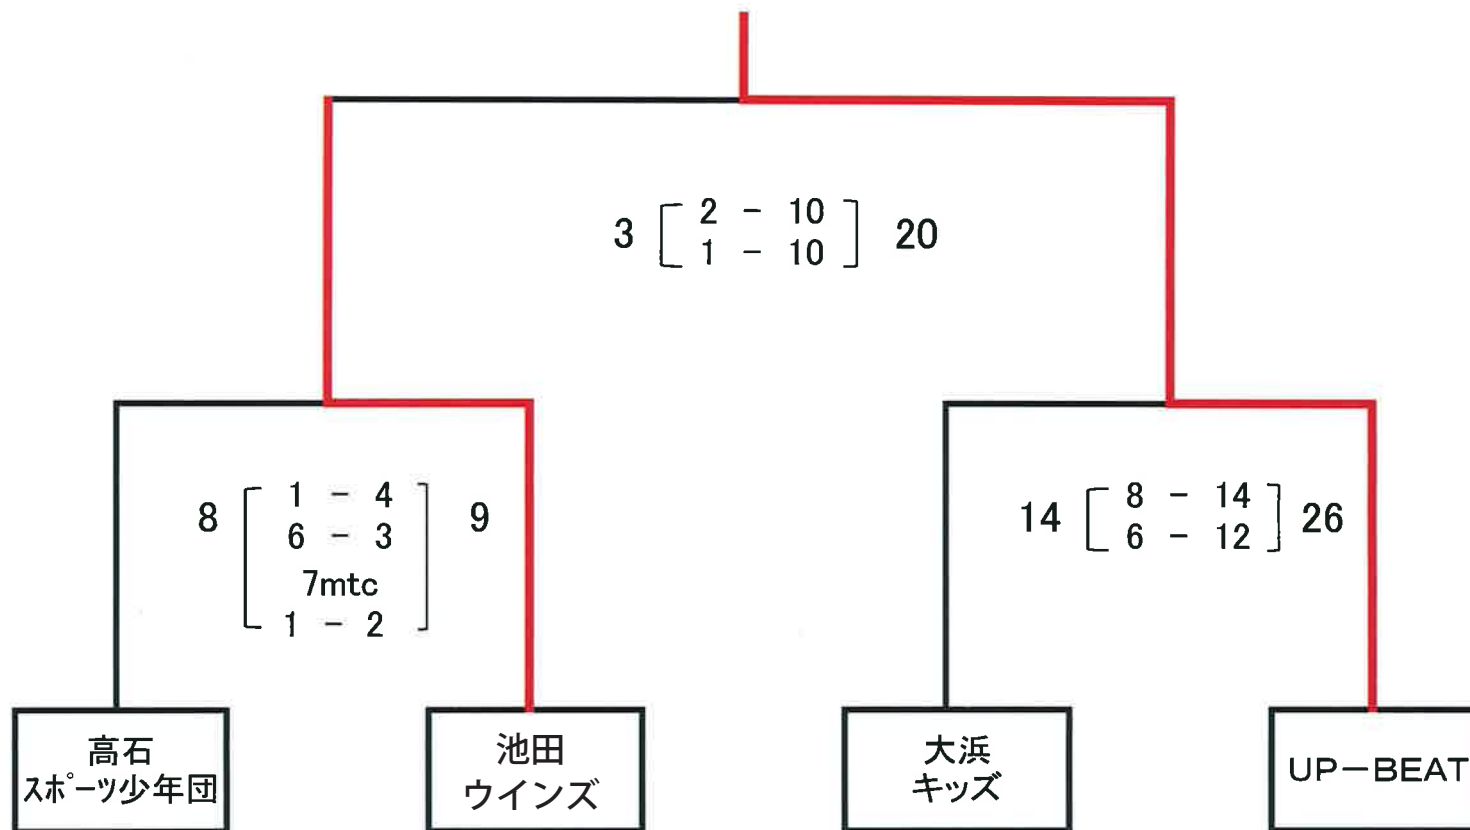 3 [ 2 - 10 ] 20
1 - 10
8 [ 1 - 4 ] 9
6 - 3
7mtc
1 - 2
14 [ 8 - 14 ] 26
6 - 12
高石
スポーツ少年団
池田
ウインズ
大浜
キッズ
UP－BEAT